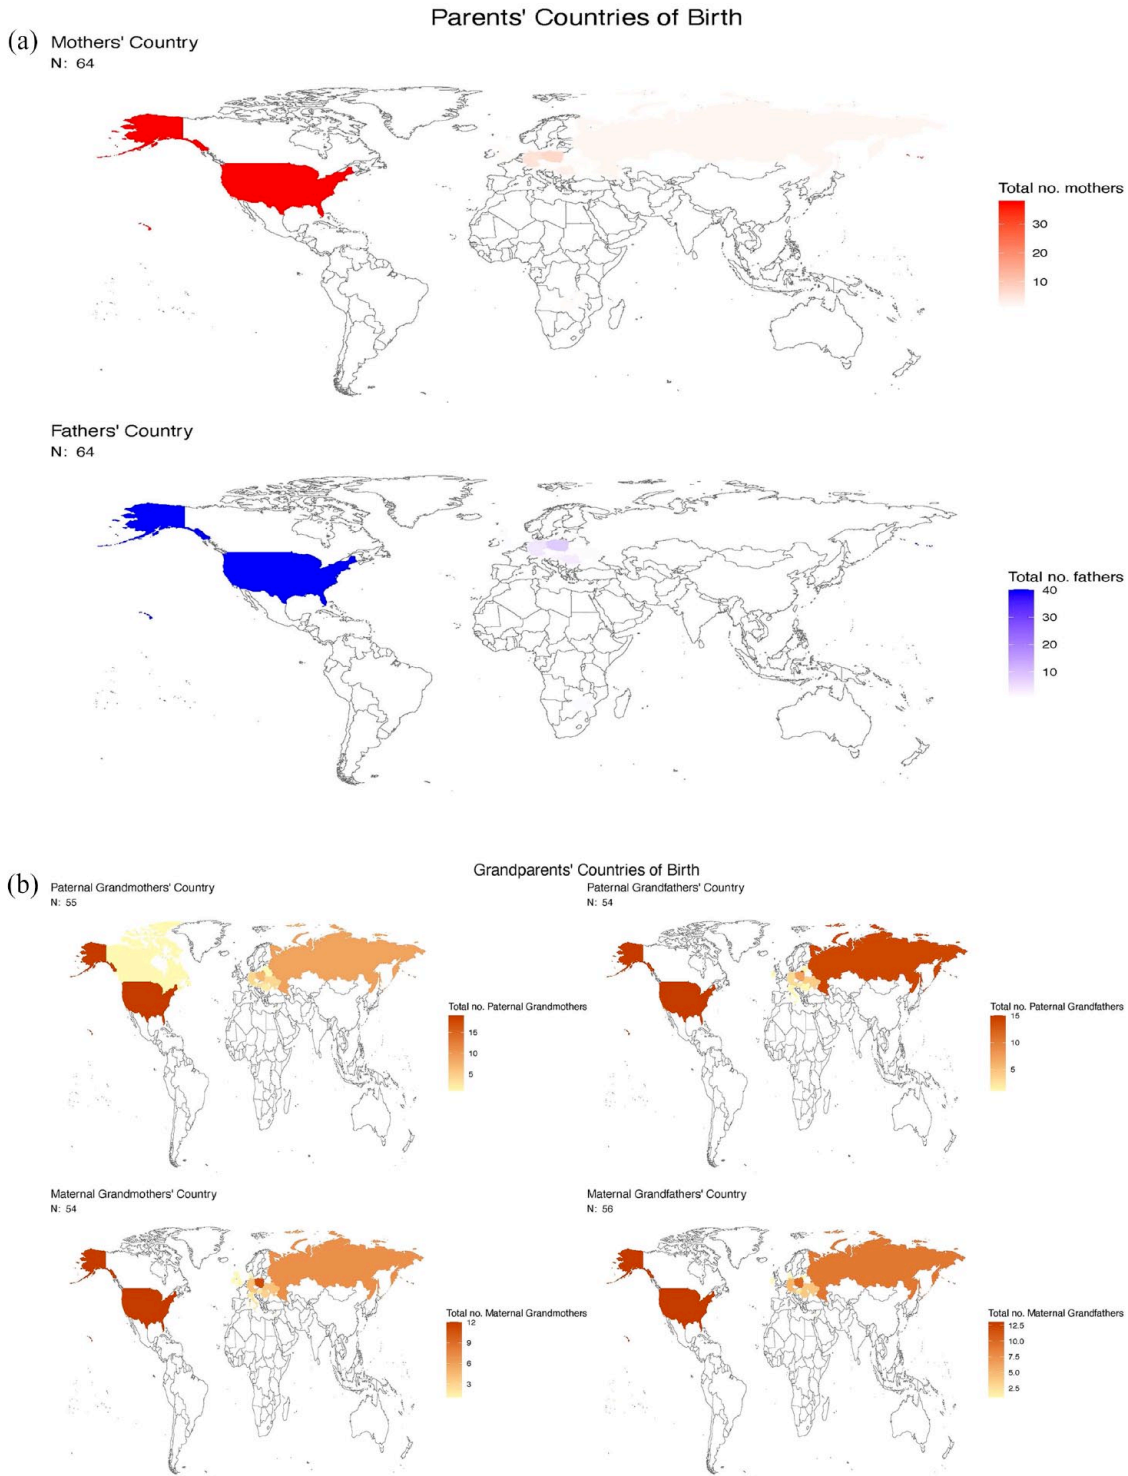 Parents' Countries of Birth
(a)
Mothers' Country
N: 64
Total no. mothers
30
20
10
Fathers' Country
N: 64
Total no. fathers
40
30
20
10
(b)
Grandparents' Countries of Birth
Paternal Grandmothers' Country
N: 55
Total no. Paternal Grandmothers
15
10
5
Paternal Grandfathers' Country
N: 54
Total no. Paternal Grandfathers
15
10
5
Maternal Grandmothers' Country
N: 54
Total no. Maternal Grandmothers
12
9
6
3
Maternal Grandfathers' Country
N: 56
Total no. Maternal Grandfathers
12.5
10.0
7.5
5.0
2.5